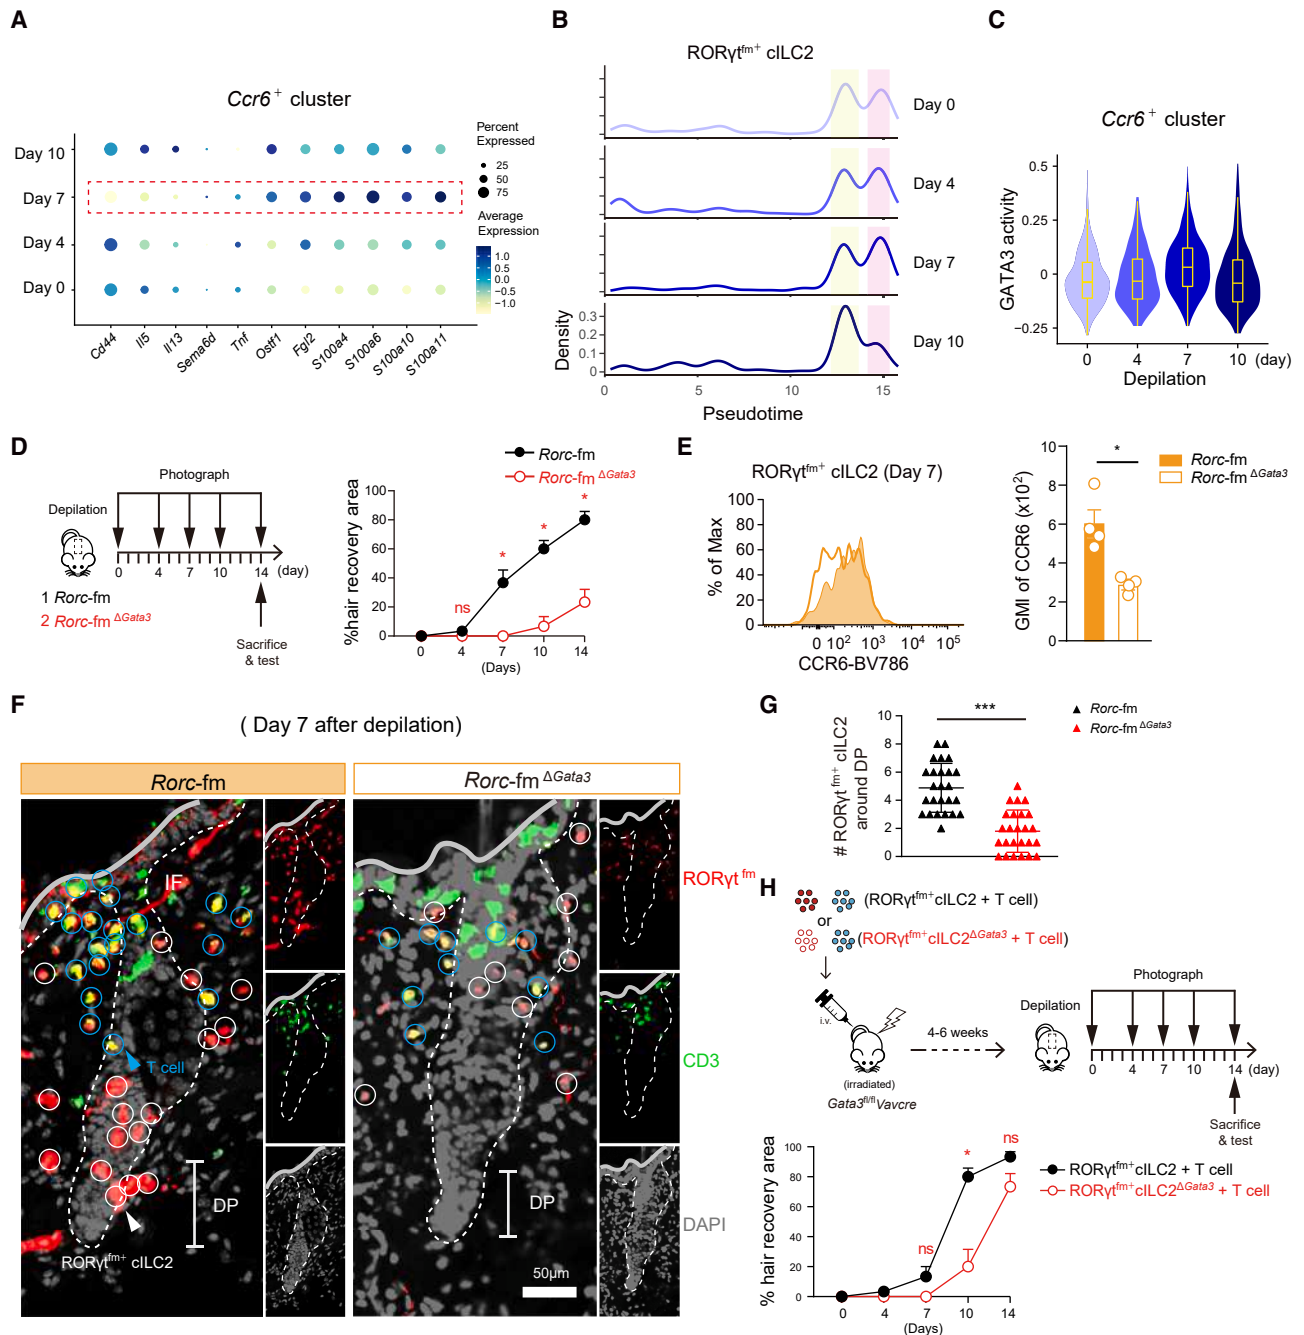 A
Ccr6+ cluster
Day 10
Day 7
Day 4
Day 0
Cd44
Il5
Il13
Sema6d
Tnf
Ostf1
Fgl2
S100a4
S100a6
S100a10
S100a11
Percent
Expressed
25
50
75
Average
Expression
1.0
0.5
0.0
−0.5
−1.0
B
RORγtfm+ cILC2
Day 0
Day 4
Day 7
Day 10
0.3
0.2
0.1
0
Density
0 5 10 15
Pseudotime
C
Ccr6+ cluster
GATA3 activity
0.5
0.25
0
−0.25
0 4 7 10 (day)
Depilation
D
Photograph
Depilation
0 4 7 10 14 (day)
1 Rorc-fm
2 Rorc-fmΔGata3
Sacrifice
& test
Rorc-fm
Rorc-fmΔGata3
%hair recovery area
100
80
60
40
20
0
ns
*
*
*
0 4 7 10 14
(Days)
E
RORγtfm+ cILC2 (Day 7)
% of Max
100
80
60
40
20
0
0 10² 10³ 10⁴ 10⁵
CCR6-BV786
GMI of CCR6 (x10²)
10
8
6
4
2
0
*
Rorc-fm
Rorc-fmΔGata3
F
( Day 7 after depilation)
Rorc-fm
Rorc-fmΔGata3
IF
T cell
DP
RORγtfm+ cILC2
DP
50μm
RORγtfm
CD3
DAPI
G
# RORγtfm+ cILC2
around DP
10
8
6
4
2
0
***
Rorc-fm
Rorc-fmΔGata3
H
(RORγtfm+cILC2 + T cell)
or
(RORγtfm+cILC2ΔGata3 + T cell)
i.v.
(irradiated)
Gata3fl/flVavcre
4-6 weeks
Photograph
Depilation
0 4 7 10 14 (day)
Sacrifice
& test
% hair recovery area
100
80
60
40
20
0
ns
*
ns
0 4 7 10 14
(Days)
RORγtfm+cILC2 + T cell
RORγtfm+cILC2ΔGata3 + T cell